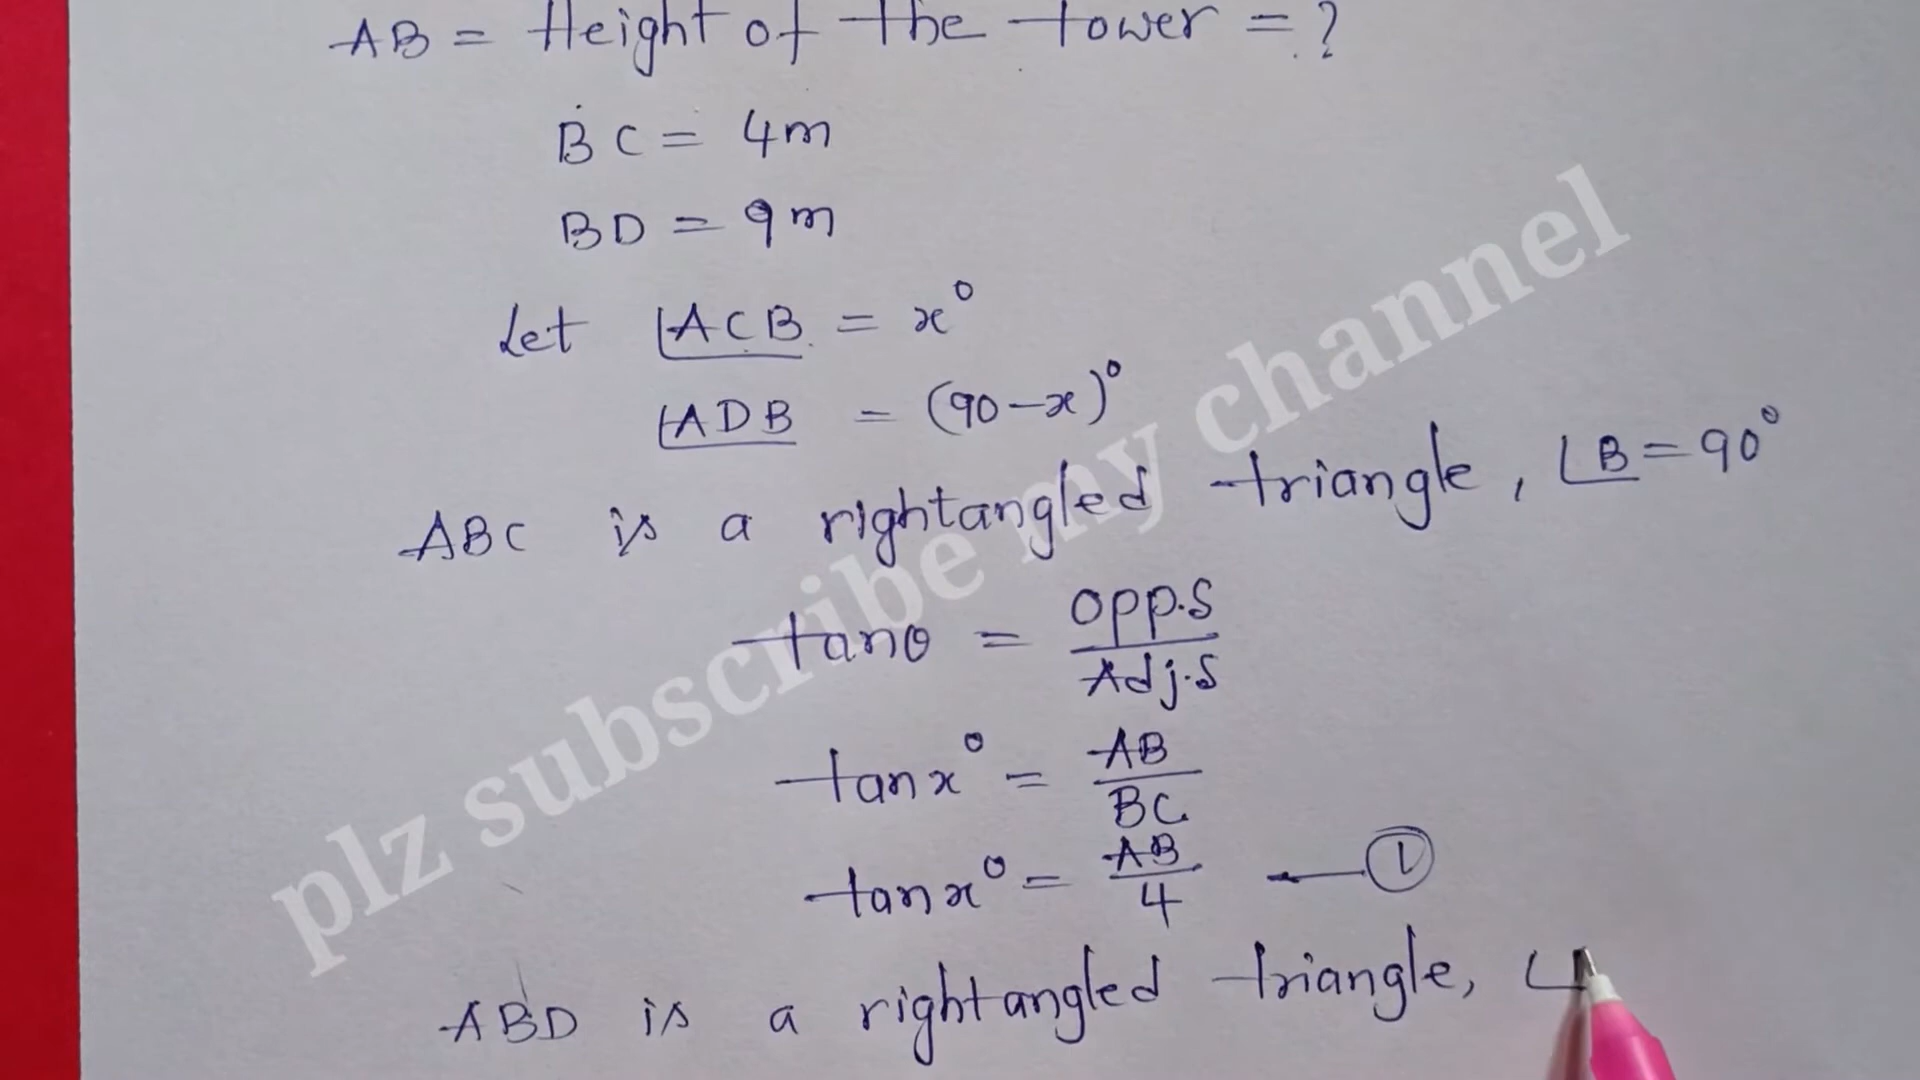 AB = Height of the tower = ?
BC = 4m
BD = 9m
Let ∠ACB = x°
∠ADB = (90-x)°
ABC is a rightangled triangle, ∠B = 90°
tanθ = opp.s / Adj.s
tan x° = AB / BC
tan x° = AB / 4 — ①
ABD is a rightangled triangle, ∠
plz subscribe my channel